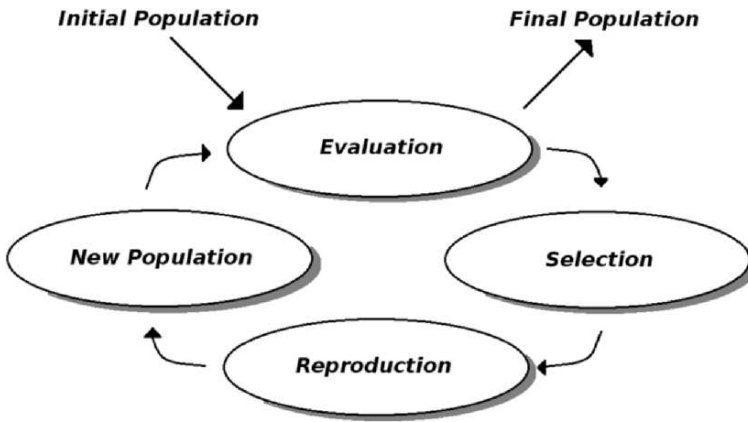 Initial Population
Final Population
Evaluation
New Population
Selection
Reproduction